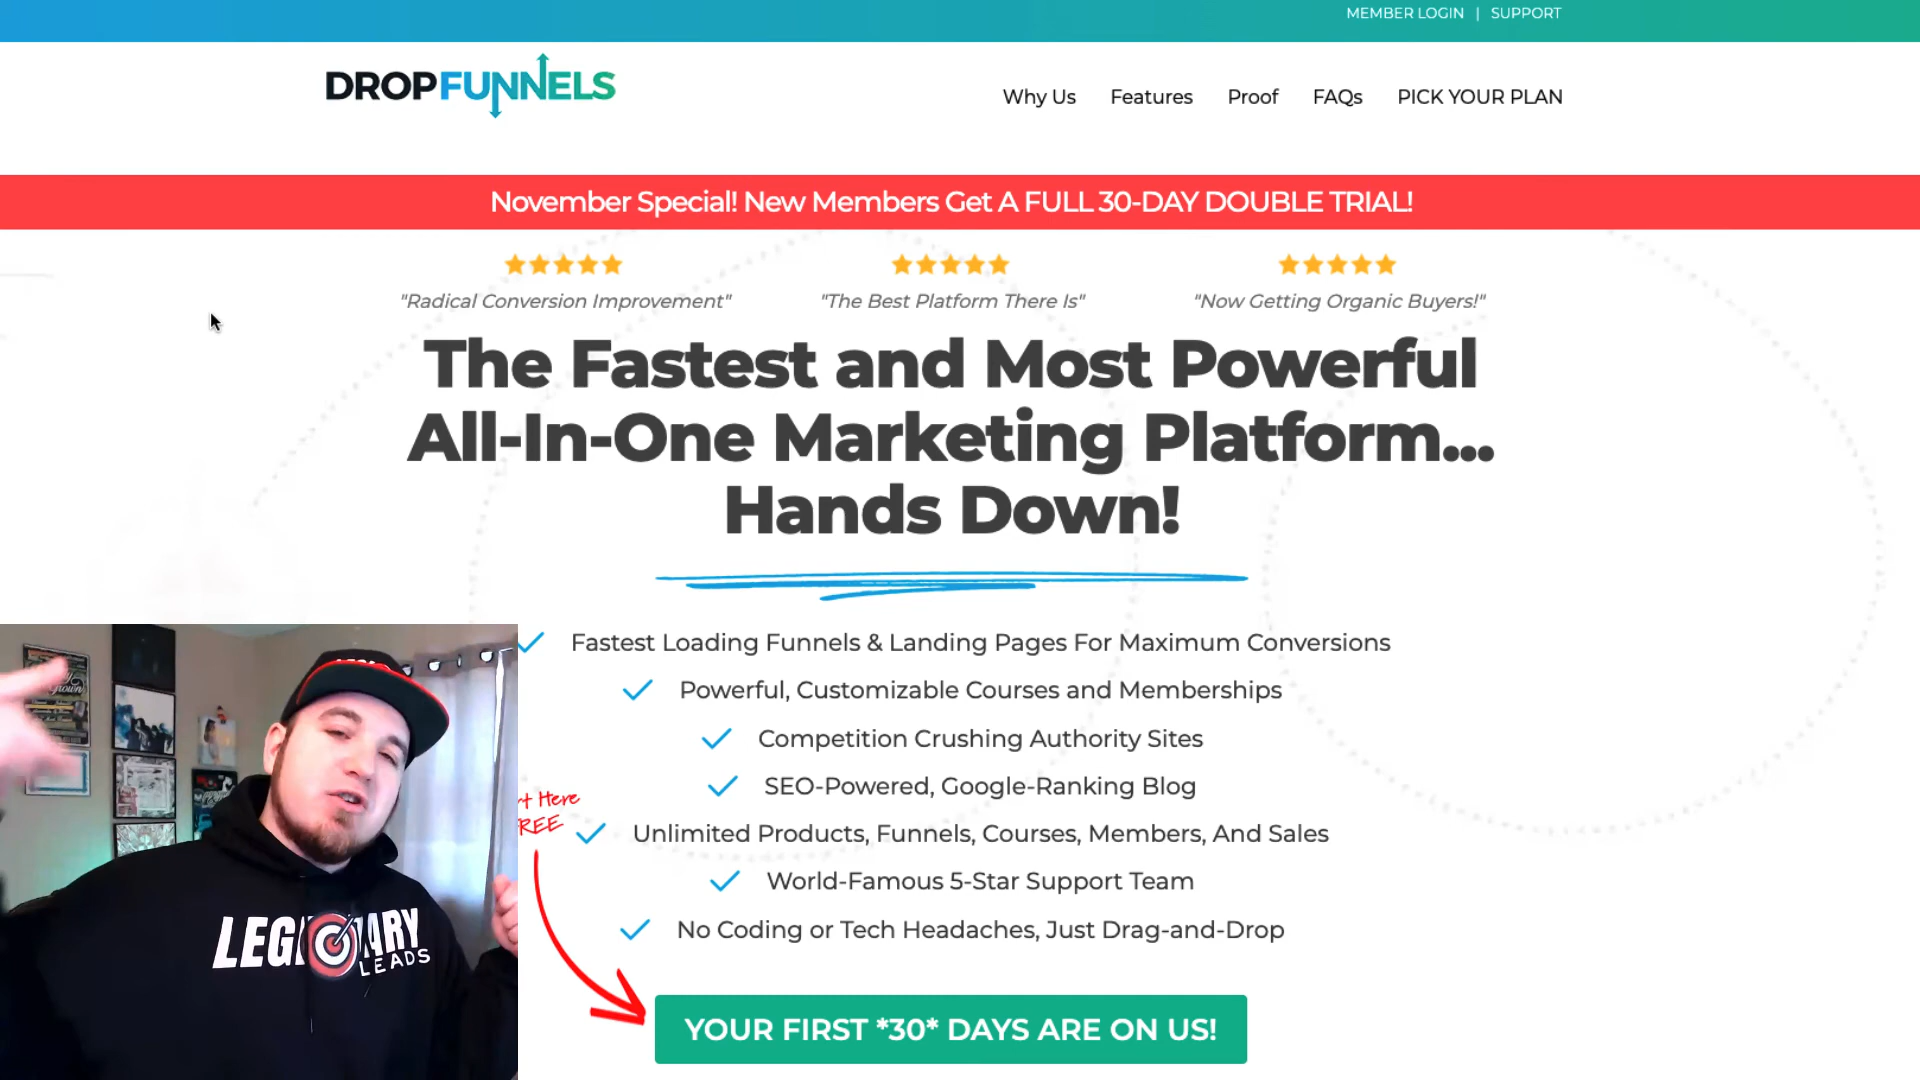 MEMBER LOGIN | SUPPORT
DROPFUNNELS
Why Us Features Proof FAQs PICK YOUR PLAN
November Special! New Members Get A FULL 30-DAY DOUBLE TRIAL!
"Radical Conversion Improvement" "The Best Platform There Is" "Now Getting Organic Buyers!"
The Fastest and Most Powerful
All-In-One Marketing Platform...
Hands Down!
Fastest Loading Funnels & Landing Pages For Maximum Conversions
Powerful, Customizable Courses and Memberships
Competition Crushing Authority Sites
SEO-Powered, Google-Ranking Blog
Here
Unlimited Products, Funnels, Courses, Members, And Sales
World-Famous 5-Star Support Team
No Coding or Tech Headaches, Just Drag-and-Drop
YOUR FIRST *30* DAYS ARE ON US!
LEGENDARY
LEADS